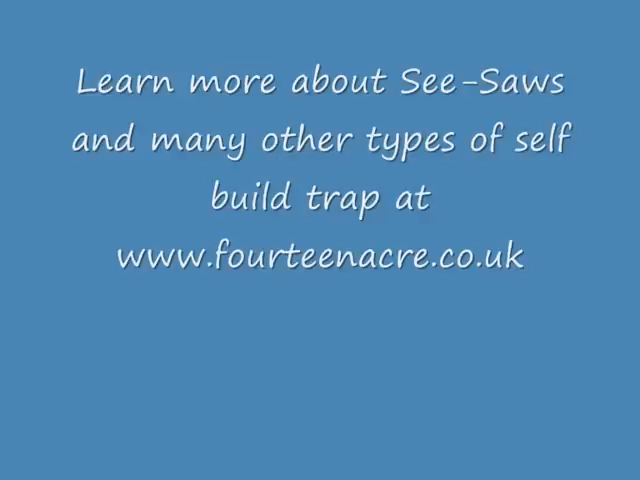 Learn more about See-Saws
and many other types of self
build trap at
www.fourteenacre.co.uk